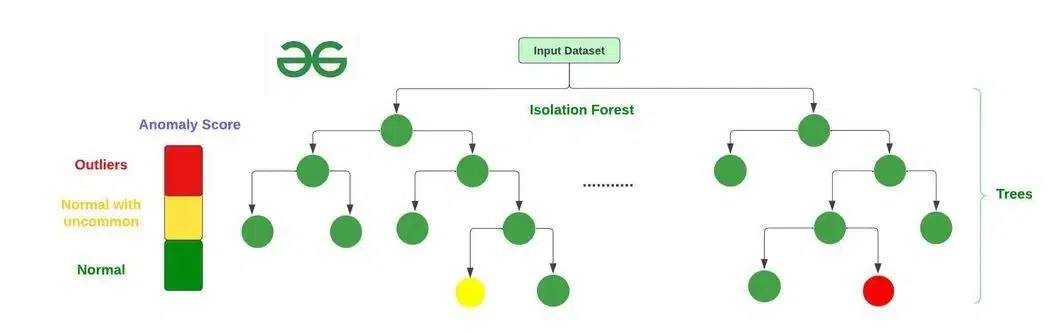 Input Dataset
Isolation Forest
Anomaly Score
Outliers
Normal with
uncommon
Normal
............
Trees